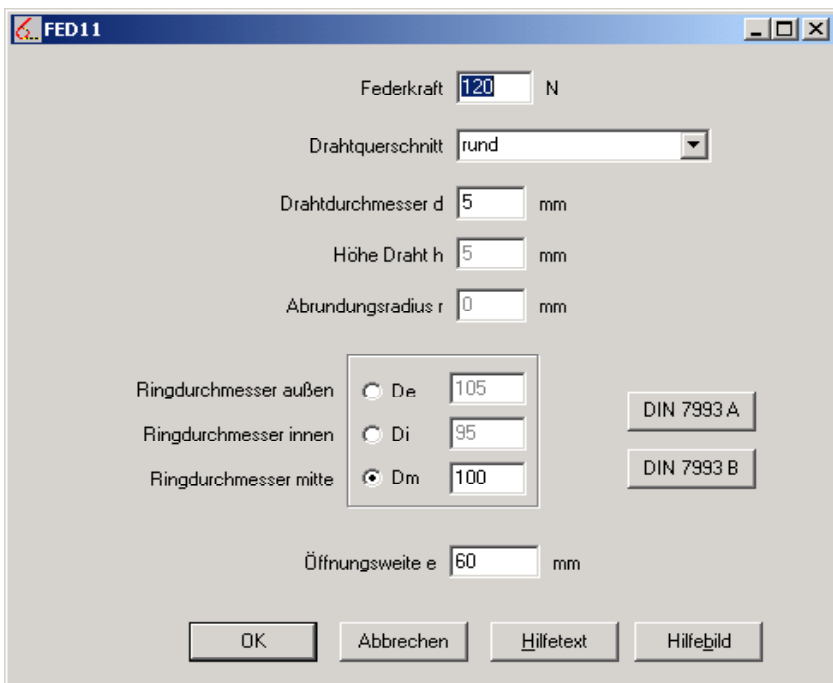 FED11
Federkraft 120 N
Drahtquerschnitt rund
Drahtdurchmesser d 5 mm
Höhe Draht h 5 mm
Abrundungsradius r 0 mm
Ringdurchmesser außen De 105
DIN 7993 A
Ringdurchmesser innen Di 95
Ringdurchmesser mitte Dm 100
DIN 7993 B
Öffnungsweite e 60 mm
OK Abbrechen Hilfetext Hilfebild